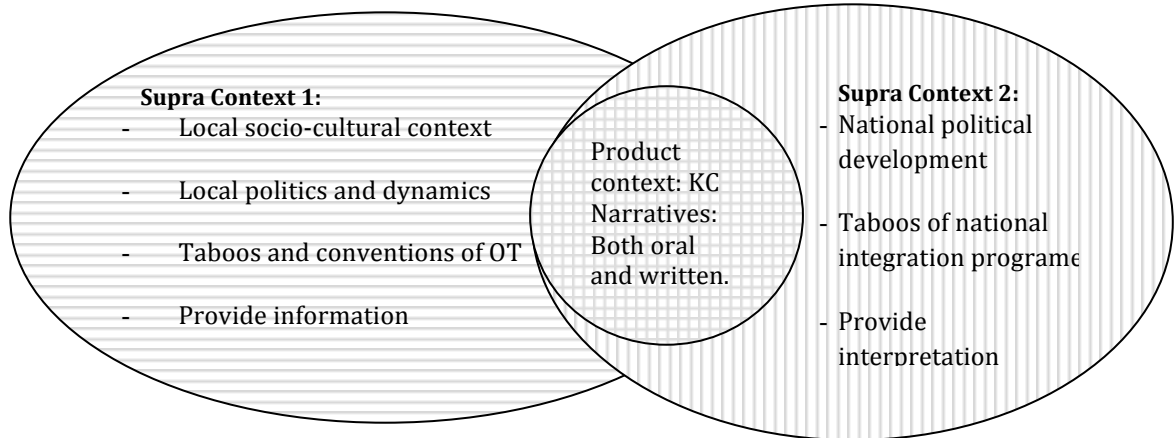 Supra Context 1:
- Local socio-cultural context
- Local politics and dynamics
- Taboos and conventions of OT
- Provide information
Product
context: KC
Narratives:
Both oral
and written.
Supra Context 2:
- National political
development
- Taboos of national
integration programe
- Provide
interpretation